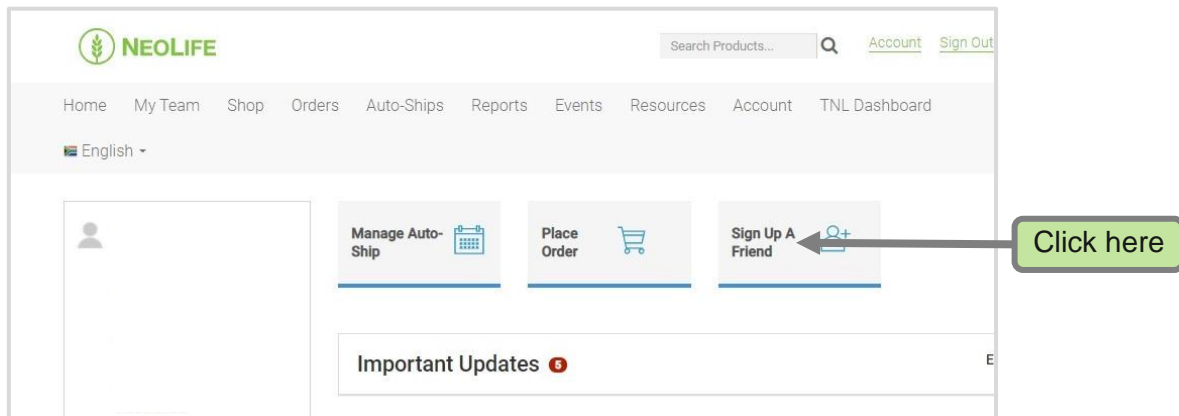 NEOLIFE
Search Products...
Account Sign Out
Home My Team Shop Orders Auto-Ships Reports Events Resources Account TNL Dashboard
English
Manage Auto-
Ship
Place
Order
Sign Up A
Friend
Click here
Important Updates 5
E